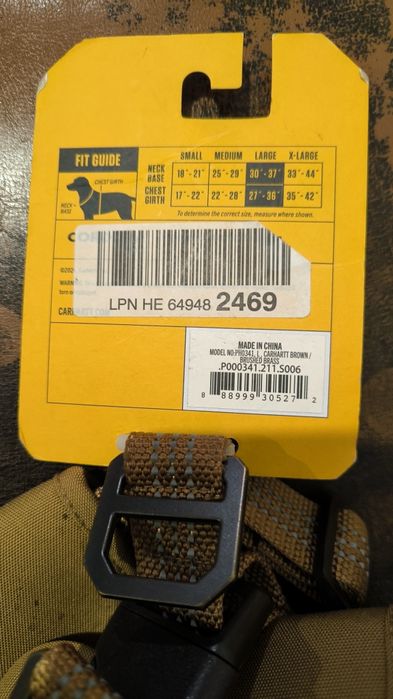 FIT GUIDE
SMALL MEDIUM LARGE X-LARGE
NECK BASE 18"-21" 25"-29" 30"-37" 33"-44"
CHEST GIRTH 17"-22" 22"-28" 27"-36" 35"-42"
CHEST GIRTH
NECK BASE
To determine the correct size, measure where shown.
LPN HE 64948 2469
MADE IN CHINA
MODEL NO:PH0341, L, CARHARTT BROWN/
BRUSHED BRASS
.P000341.211.S006
8 88999 30527 2